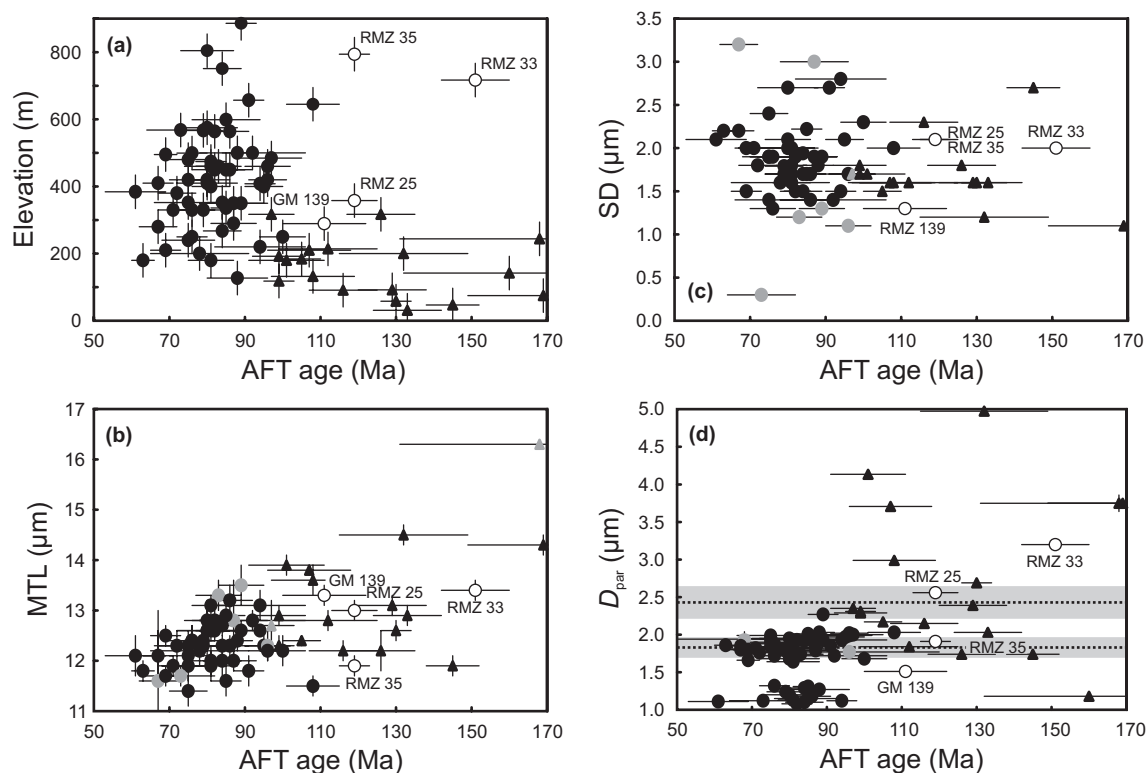 (a)
RMZ 35
RMZ 33
RMZ 25
GM 139
Elevation (m)
800
600
400
200
0
50 70 90 110 130 150 170
AFT age (Ma)
(c)
RMZ 25
RMZ 33
RMZ 35
RMZ 139
SD (μm)
3.5
3.0
2.5
2.0
1.5
1.0
0.5
0.0
50 70 90 110 130 150 170
AFT age (Ma)
(b)
GM 139
RMZ 25
RMZ 33
RMZ 35
MTL (μm)
17
16
15
14
13
12
11
50 70 90 110 130 150 170
AFT age (Ma)
(d)
RMZ 33
RMZ 25
RMZ 35
GM 139
Dpar (μm)
5.0
4.5
4.0
3.5
3.0
2.5
2.0
1.5
1.0
50 70 90 110 130 150 170
AFT age (Ma)